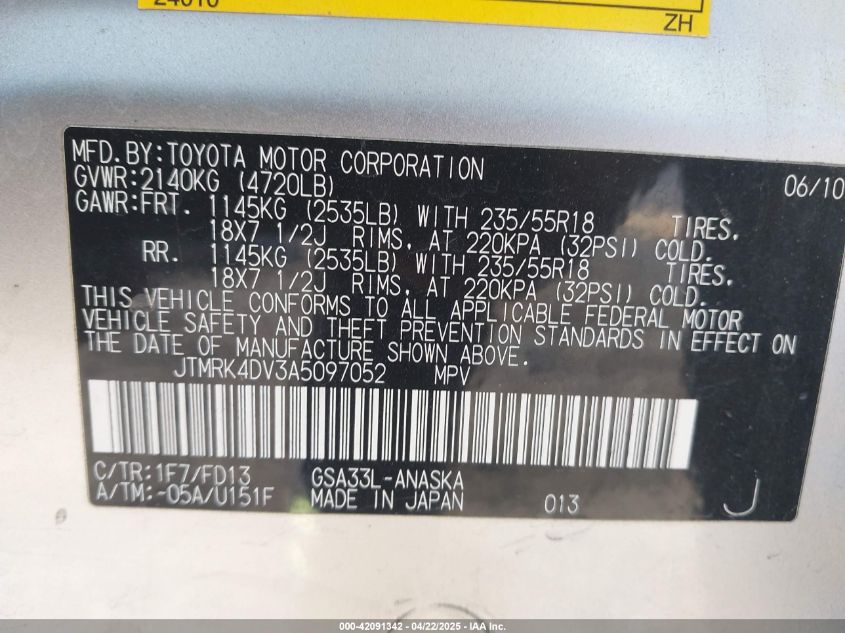 ZH
MFD.BY:TOYOTA MOTOR CORPORATION 06/10
GVWR:2140KG (4720LB)
GAWR:FRT. 1145KG (2535LB) WITH 235/55R18 TIRES,
18X7 1/2J RIMS, AT 220KPA (32PSI) COLD.
RR. 1145KG (2535LB) WITH 235/55R18 TIRES,
18X7 1/2J RIMS, AT 220KPA (32PSI) COLD.
THIS VEHICLE CONFORMS TO ALL APPLICABLE FEDERAL MOTOR
VEHICLE SAFETY AND THEFT PREVENTION STANDARDS IN EFFECT ON
THE DATE OF MANUFACTURE SHOWN ABOVE.
JTMRK4DV3A5097052 MPV
C/TR:1F7/FD13 GSA33L-ANASKA
A/TM:-05A/U151F MADE IN JAPAN 013 J
000-42091342 - 04/22/2025 - IAA Inc.